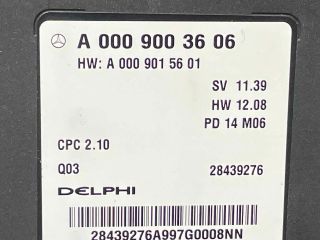 A 000 900 36 06
HW: A 000 901 56 01
SV 11.39
HW 12.08
PD 14 M06
CPC 2.10
Q03 28439276
DELPHI
28439276A997G0008NN